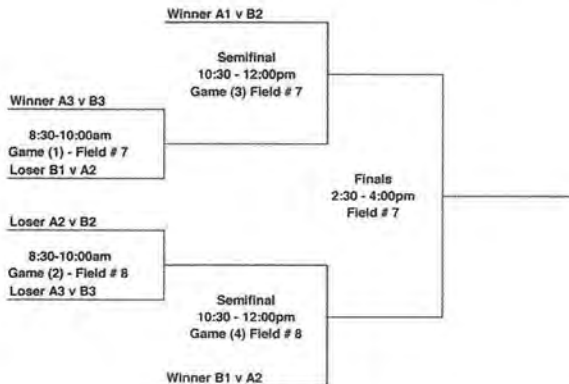 Winner A1 v B2
Semifinal
10:30 - 12:00pm
Game (3) Field # 7
Winner A3 v B3
8:30-10:00am
Game (1) - Field # 7
Loser B1 v A2
Finals
2:30 - 4:00pm
Field # 7
Loser A2 v B2
8:30-10:00am
Game (2) - Field # 8
Loser A3 v B3
Semifinal
10:30 - 12:00pm
Game (4) Field # 8
Winner B1 v A2